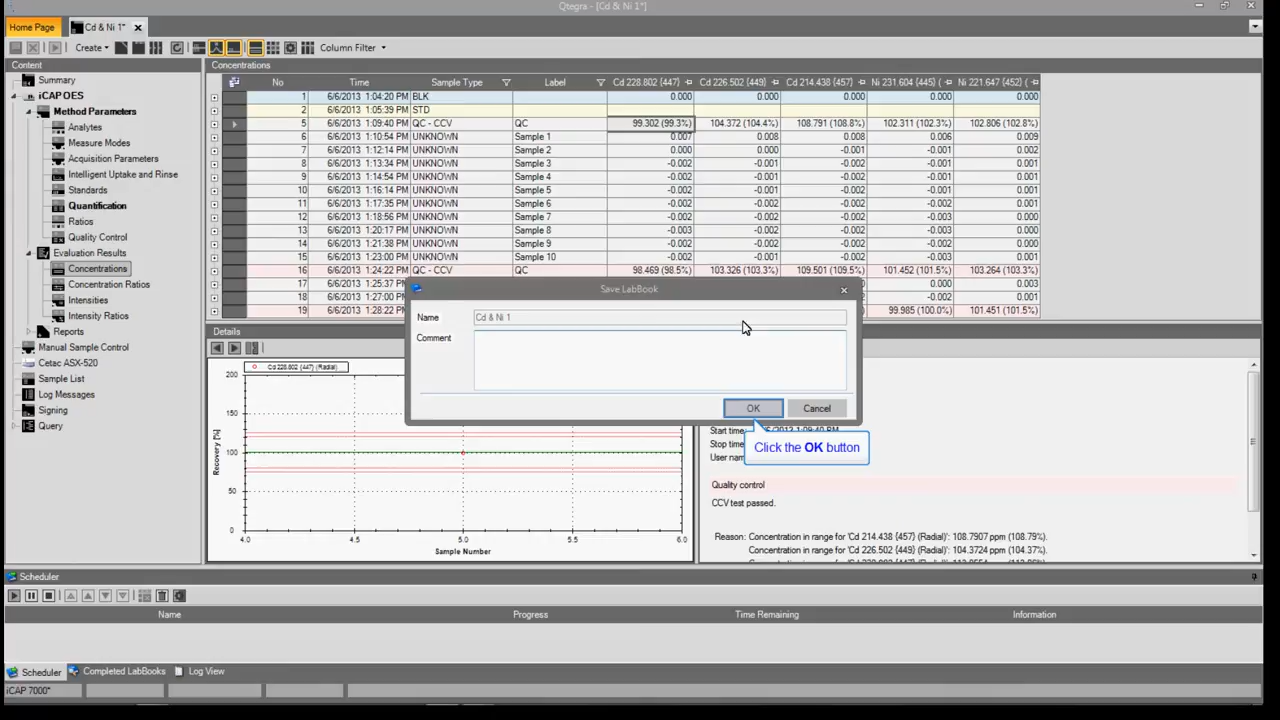 Qtegra - [Cd & Ni 1*]
Home Page
Cd & Ni 1*
Create
Column Filter
Content
Concentrations
Summary
iCAP OES
Method Parameters
Analytes
Measure Modes
Acquisition Parameters
Intelligent Uptake and Rinse
Standards
Quantification
Ratios
Quality Control
Evaluation Results
Concentrations
Concentration Ratios
Intensities
Intensity Ratios
Reports
Manual Sample Control
Cetac ASX-520
Sample List
Log Messages
Signing
Query
No Time Sample Type Label Cd 228.802 {447} Cd 226.502 {449} Cd 214.438 {457} Ni 231.604 {445} ( Ni 221.647 {452} (
1 6/6/2013 1:04:20 PM BLK 0.000 0.000 0.000 0.000 0.000
2 6/6/2013 1:05:39 PM STD
5 6/6/2013 1:09:40 PM QC - CCV QC 99.302 (99.3%) 104.372 (104.4%) 108.791 (108.8%) 102.311 (102.3%) 102.806 (102.8%)
6 6/6/2013 1:10:54 PM UNKNOWN Sample 1 0.007 0.008 0.008 0.006 0.009
7 6/6/2013 1:12:14 PM UNKNOWN Sample 2 0.000 0.000 -0.002 -0.001 0.002
8 6/6/2013 1:13:34 PM UNKNOWN Sample 3 -0.002 -0.001 -0.002 -0.002 0.001
9 6/6/2013 1:14:54 PM UNKNOWN Sample 4 -0.002 -0.001 -0.002 -0.002 0.001
10 6/6/2013 1:16:14 PM UNKNOWN Sample 5 -0.002 -0.001 -0.002 -0.001 0.000
11 6/6/2013 1:17:35 PM UNKNOWN Sample 6 -0.002 -0.001 -0.002 -0.003 0.000
12 6/6/2013 1:18:56 PM UNKNOWN Sample 7 -0.002 -0.001 -0.002 -0.003 0.000
13 6/6/2013 1:20:17 PM UNKNOWN Sample 8 -0.003 -0.001 -0.002 -0.003 0.001
14 6/6/2013 1:21:38 PM UNKNOWN Sample 9 -0.002 -0.001 -0.002 -0.002 0.000
15 6/6/2013 1:23:00 PM UNKNOWN Sample 10 -0.002 -0.001 -0.002 -0.003 0.001
16 6/6/2013 1:24:22 PM QC - CCV QC 98.469 (98.5%) 103.326 (103.3%) 109.501 (109.5%) 101.452 (101.5%) 103.264 (103.3%)
17 6/6/2013 1:25:37 0.000 0.000
18 6/6/2013 1:27:00 -0.002 0.001
19 6/6/2013 1:28:22 99.985 (100.0%) 101.451 (101.5%)
Save LabBook
Name Cd & Ni 1
Comment
OK Cancel
Click the OK button
Details
Cd 228.802 {447} (Radial)
Recovery [%]
200
150
100
50
0
4.0 4.5 5.0 5.5 6.0
Sample Number
Start time:
Stop time
User nam
Quality control
CCV test passed.
Reason: Concentration in range for 'Cd 214.438 {457} (Radial)': 108.7907 ppm (108.79%).
Concentration in range for 'Cd 226.502 {449} (Radial)': 104.3724 ppm (104.37%).
Scheduler
Name Progress Time Remaining Information
Scheduler Completed LabBooks Log View
iCAP 7000*